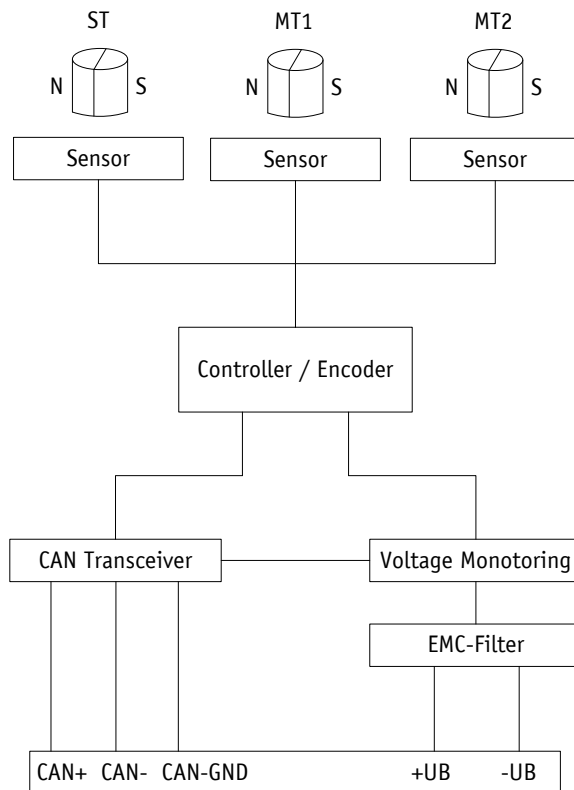 ST MT1 MT2
N S N S N S
Sensor Sensor Sensor
Controller / Encoder
CAN Transceiver Voltage Monotoring
EMC-Filter
CAN+ CAN- CAN-GND +UB -UB